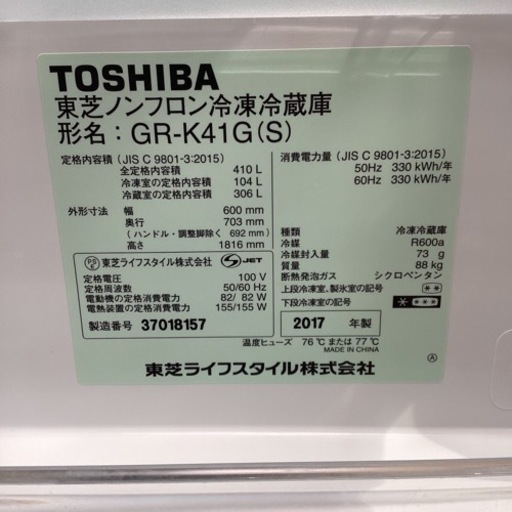 TOSHIBA
東芝ノンフロン冷凍冷蔵庫
形名：GR-K41G(S)
定格内容積（JIS C 9801-3:2015）
全定格内容積 410 L
冷凍室の定格内容積 104 L
冷蔵室の定格内容積 306 L
外形寸法 幅 600 mm
奥行 703 mm
（ハンドル・調整脚除く 692 mm）
高さ 1816 mm
PSE 東芝ライフスタイル株式会社 S JET
定格電圧 100 V
定格周波数 50/60 Hz
電動機の定格消費電力 82/ 82 W
電熱装置の定格消費電力 155/155 W
製造番号 37018157
消費電力量（JIS C 9801-3:2015）
50Hz 330 kWh/年
60Hz 330 kWh/年
種類 冷凍冷蔵庫
冷媒 R600a
冷媒封入量 73 g
質量 88 kg
断熱発泡ガス シクロペンタン
上段冷凍室、製氷室の記号 **
下段冷凍室の記号 * ***
2017 年製
温度ヒューズ 76 ℃ または 77 ℃
MADE IN CHINA
Ⓐ
東芝ライフスタイル株式会社